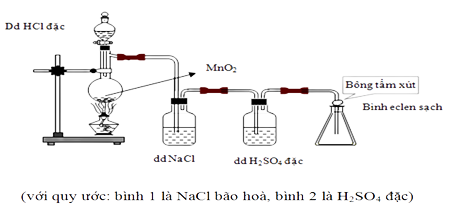 Dd HCl đặc
MnO2
Bông tẩm xút
Bình eclen sạch
dd NaCl
dd H2SO4 đặc
(với quy ước: bình 1 là NaCl bão hoà, bình 2 là H2SO4 đặc)